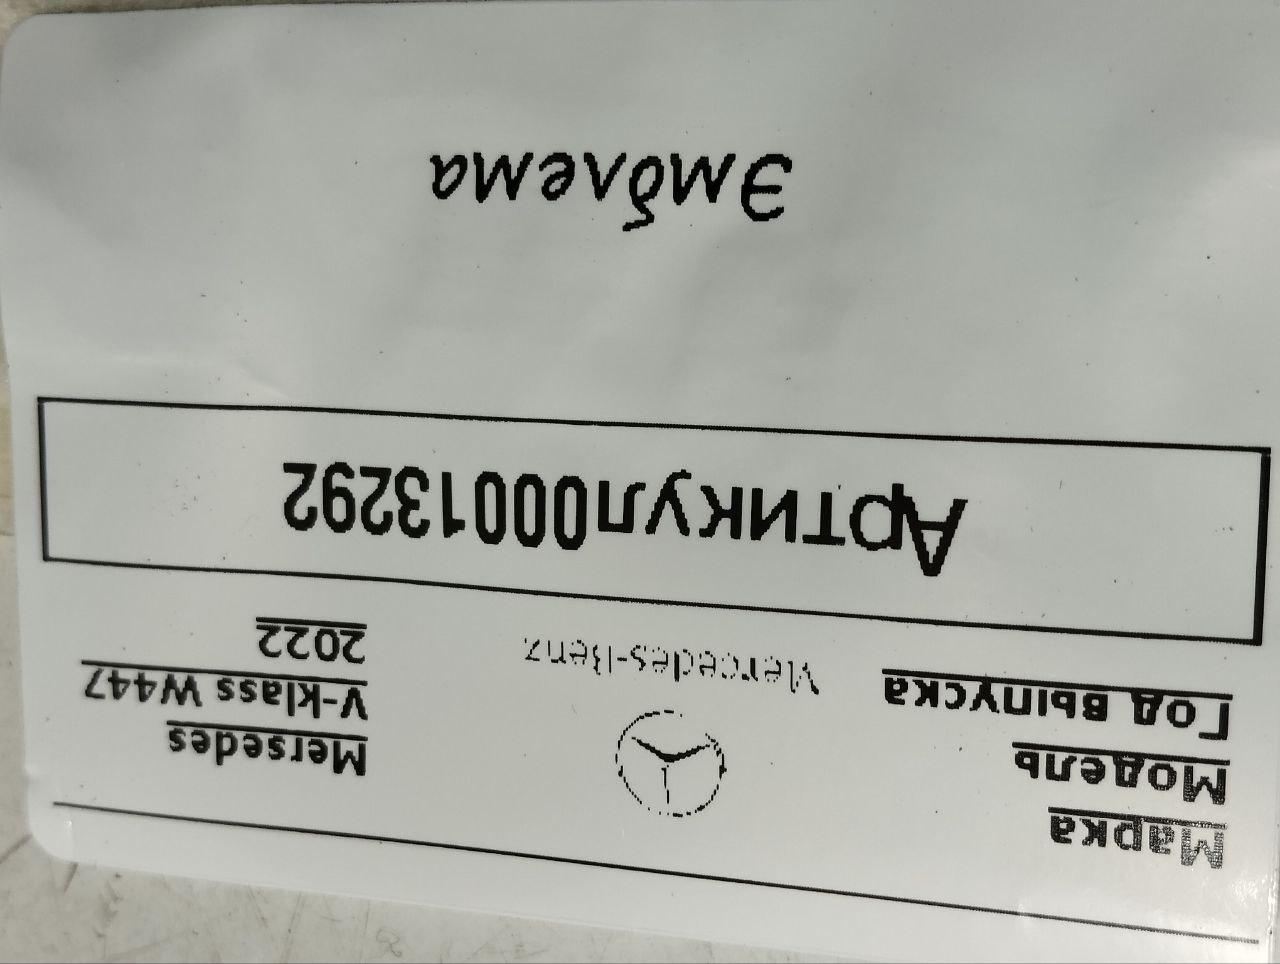 Марка
Mersedes
Модель
V-klass W447
Год выпуска
2022
Mercedes-Benz
Артикул00013292
Эмблема